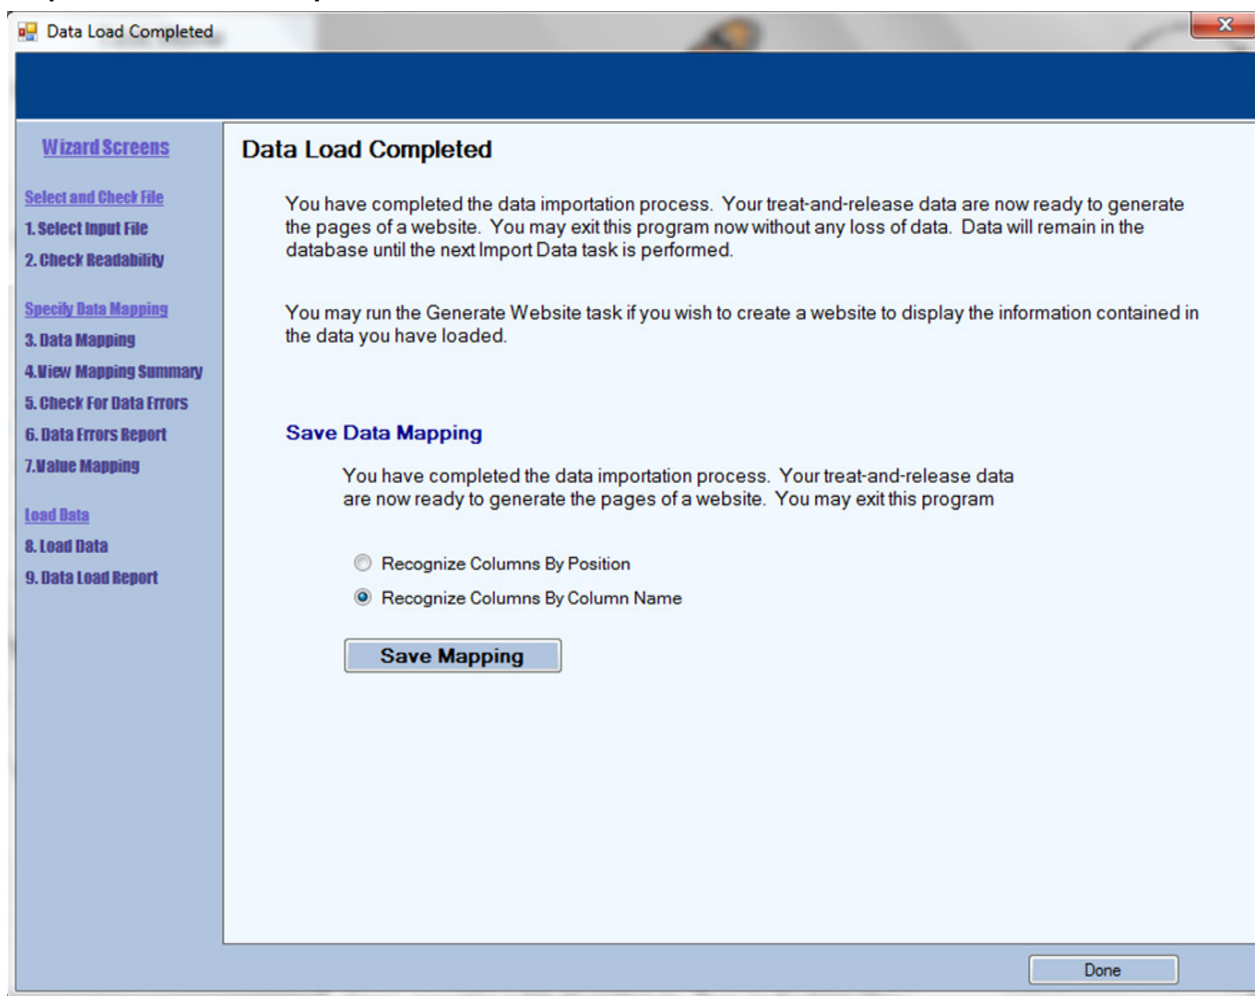 Data Load Completed
X
Wizard Screens
Select and Check File
1. Select Input File
2. Check Readability
Specify Data Mapping
3. Data Mapping
4.View Mapping Summary
5. Check For Data Errors
6. Data Errors Report
7.Value Mapping
Load Data
8. Load Data
9. Data Load Report
Data Load Completed
You have completed the data importation process. Your treat-and-release data are now ready to generate
the pages of a website. You may exit this program now without any loss of data. Data will remain in the
database until the next Import Data task is performed.
You may run the Generate Website task if you wish to create a website to display the information contained in
the data you have loaded.
Save Data Mapping
You have completed the data importation process. Your treat-and-release data
are now ready to generate the pages of a website. You may exit this program
Recognize Columns By Position
Recognize Columns By Column Name
Save Mapping
Done